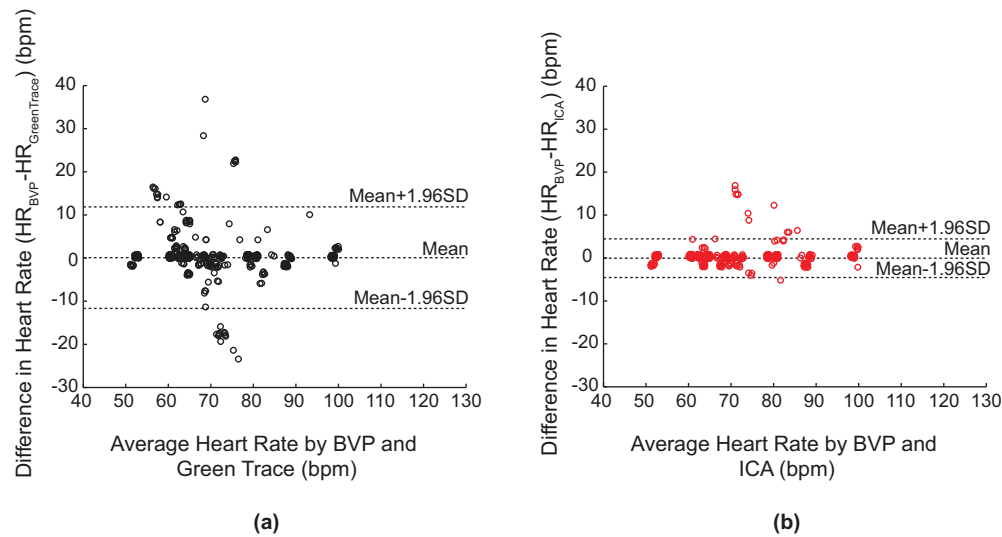 Difference in Heart Rate (HR_BVP-HR_GreenTrace) (bpm)
40
30
20
10
0
-10
-20
-30
Mean+1.96SD
Mean
Mean-1.96SD
40 50 60 70 80 90 100 110 120 130
Average Heart Rate by BVP and
Green Trace (bpm)
(a)
Difference in Heart Rate (HR_BVP-HR_ICA) (bpm)
40
30
20
10
0
-10
-20
-30
Mean+1.96SD
Mean
Mean-1.96SD
40 50 60 70 80 90 100 110 120 130
Average Heart Rate by BVP and
ICA (bpm)
(b)